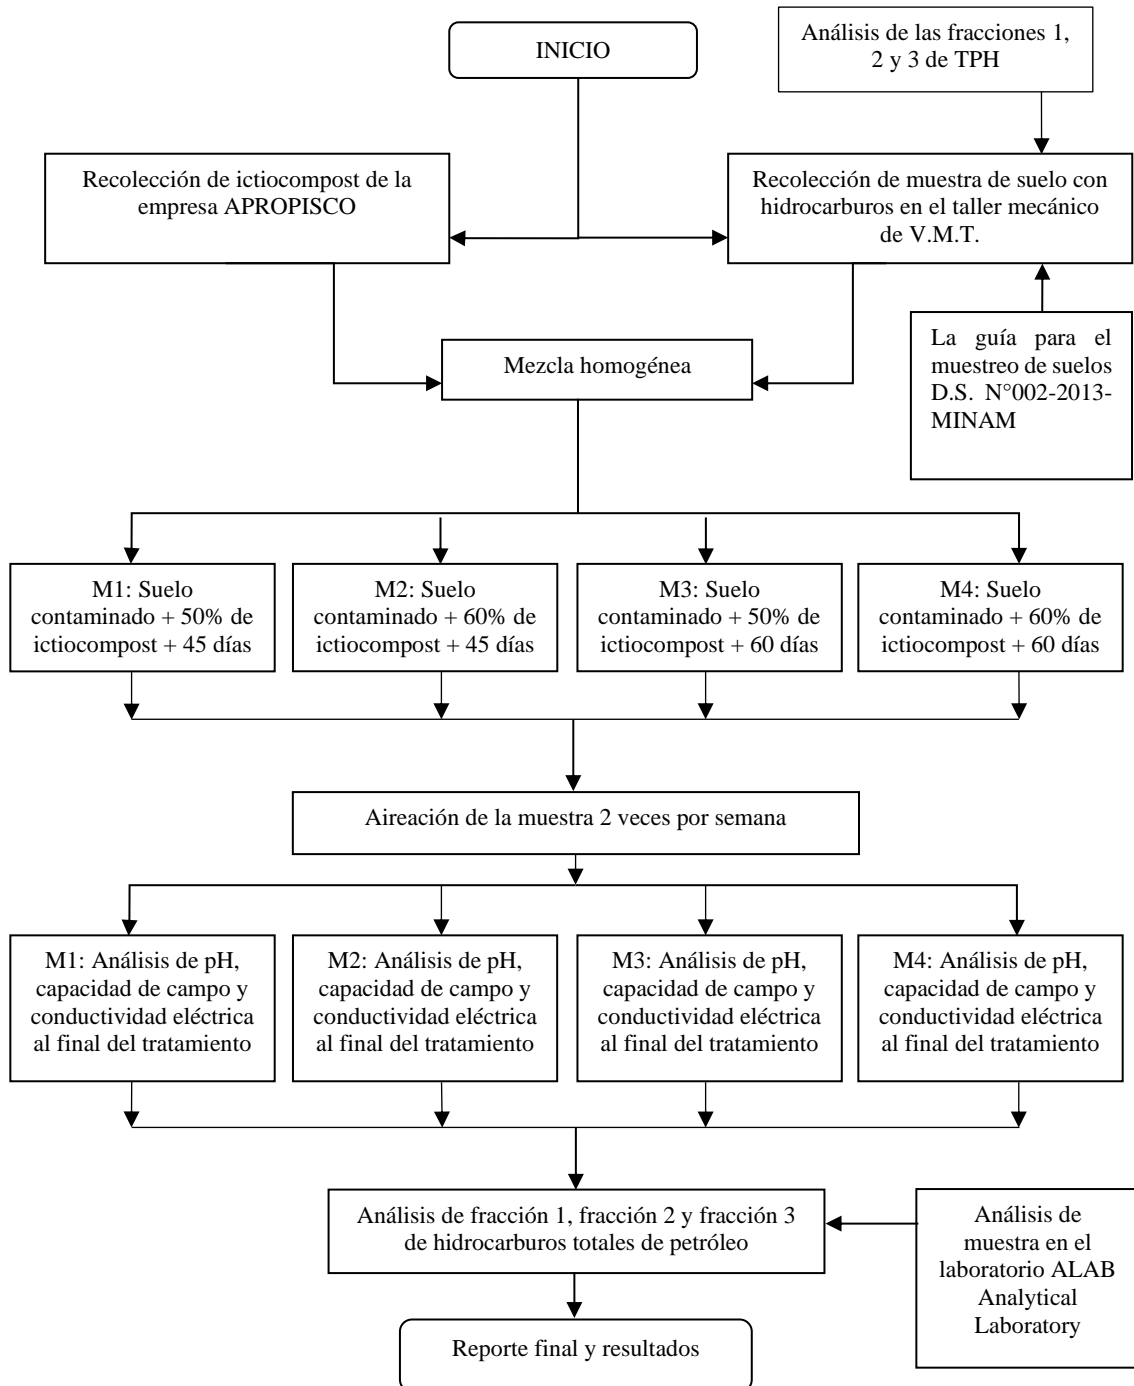 INICIO
Análisis de las fracciones 1,
2 y 3 de TPH
Recolección de ictiocompost de la
empresa APROPISCO
Recolección de muestra de suelo con
hidrocarburos en el taller mecánico
de V.M.T.
La guía para el
muestreo de suelos
D.S. N°002-2013-
MINAM
Mezcla homogénea
M1: Suelo
contaminado + 50% de
ictiocompost + 45 días
M2: Suelo
contaminado + 60% de
ictiocompost + 45 días
M3: Suelo
contaminado + 50% de
ictiocompost + 60 días
M4: Suelo
contaminado + 60% de
ictiocompost + 60 días
Aireación de la muestra 2 veces por semana
M1: Análisis de pH,
capacidad de campo y
conductividad eléctrica
al final del tratamiento
M2: Análisis de pH,
capacidad de campo y
conductividad eléctrica
al final del tratamiento
M3: Análisis de pH,
capacidad de campo y
conductividad eléctrica
al final del tratamiento
M4: Análisis de pH,
capacidad de campo y
conductividad eléctrica
al final del tratamiento
Análisis de fracción 1, fracción 2 y fracción 3
de hidrocarburos totales de petróleo
Análisis de
muestra en el
laboratorio ALAB
Analytical
Laboratory
Reporte final y resultados